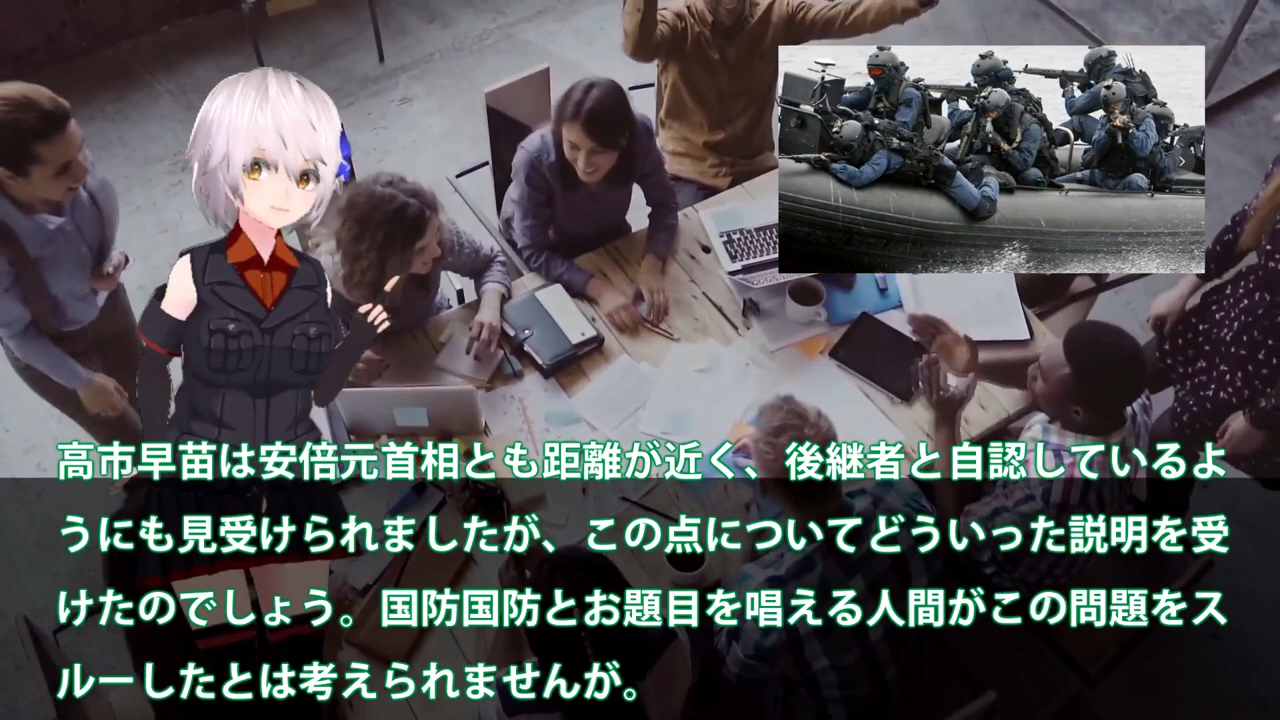 高市早苗は安倍元首相とも距離が近く、後継者と自認しているよ
うにも見受けられましたが、この点についてどういった説明を受
けたのでしょう。国防国防とお題目を唱える人間がこの問題をス
ルーしたとは考えられませんが。